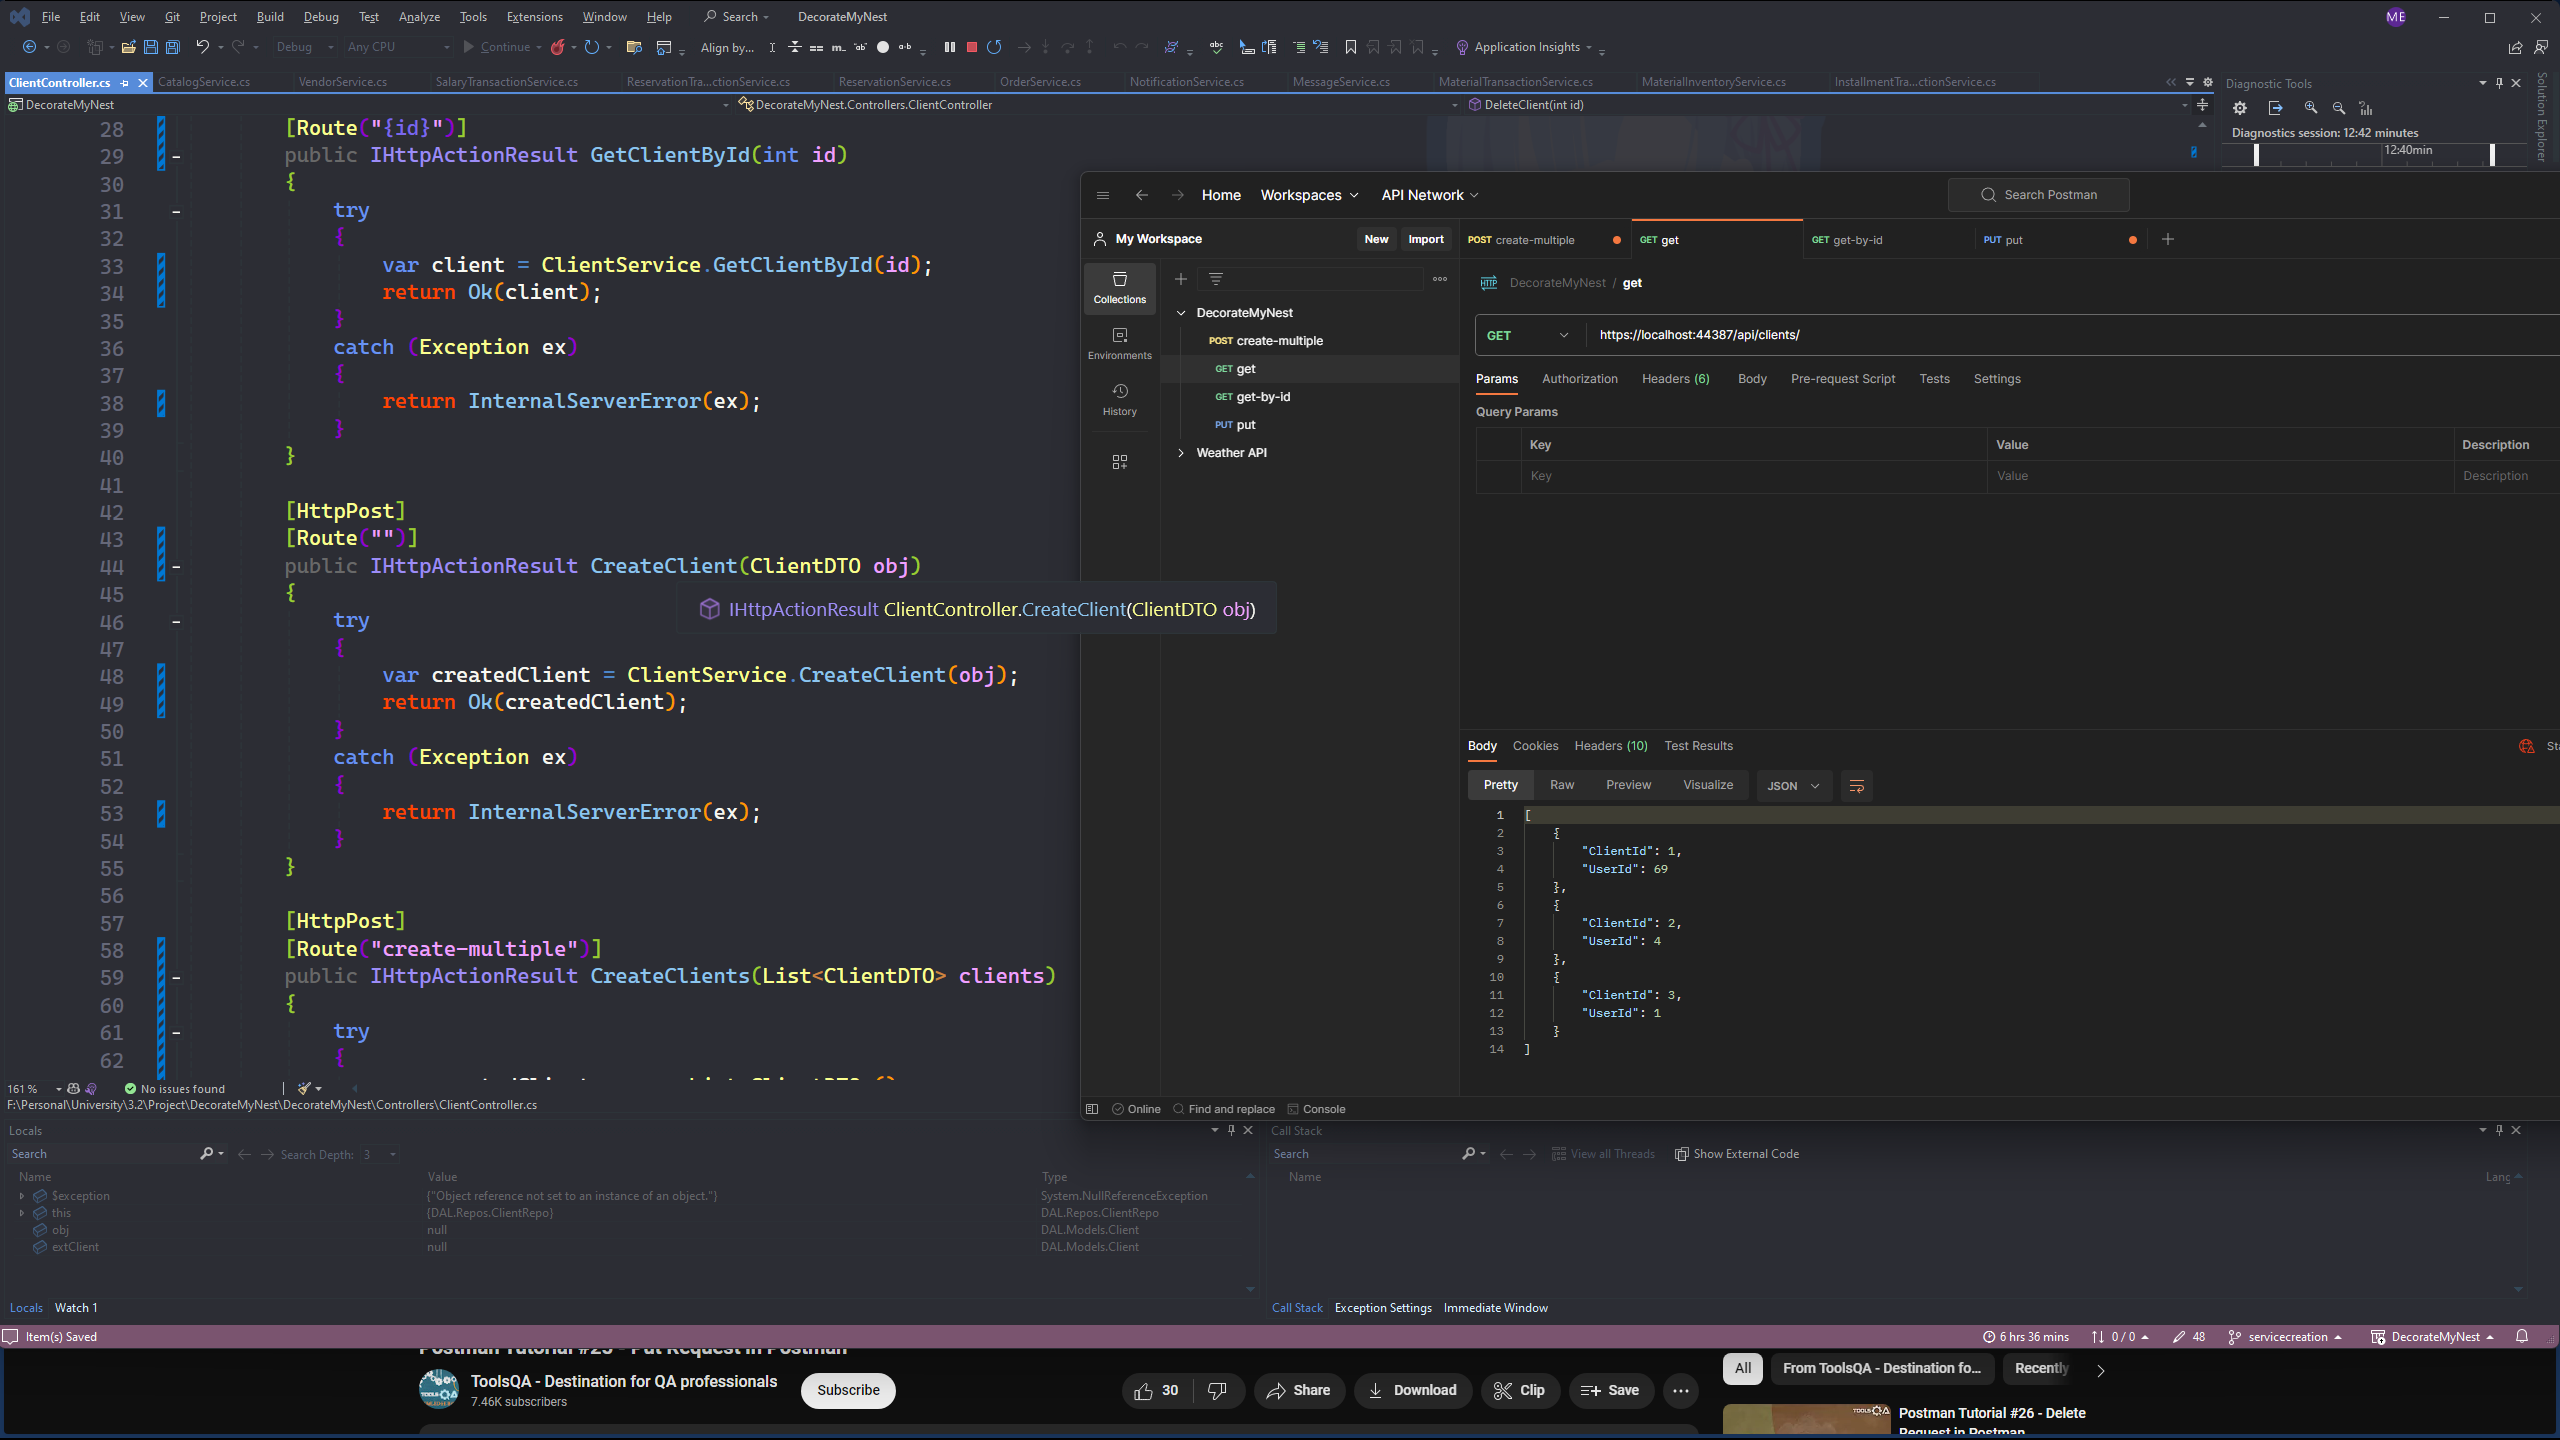 File Edit View Git Project Build Debug Test Analyze Tools Extensions Window Help Search DecorateMyNest ME
Debug Any CPU Continue Align by... Application Insights
ClientController.cs CatalogService.cs VendorService.cs SalaryTransactionService.cs ReservationTra...ctionService.cs ReservationService.cs OrderService.cs NotificationService.cs MessageService.cs MaterialTransactionService.cs MaterialInventoryService.cs InstallmentTra...ctionService.cs
DecorateMyNest DecorateMyNest.Controllers.ClientController DeleteClient(int id)
Diagnostic Tools
Diagnostics session: 12:42 minutes
12:40min
Solution Explorer
28 [Route("{id}")]
29 public IHttpActionResult GetClientById(int id)
30 {
31 try
32 {
33 var client = ClientService.GetClientById(id);
34 return Ok(client);
35 }
36 catch (Exception ex)
37 {
38 return InternalServerError(ex);
39 }
40 }
41
42 [HttpPost]
43 [Route("")]
44 public IHttpActionResult CreateClient(ClientDTO obj)
45 {
IHttpActionResult ClientController.CreateClient(ClientDTO obj)
46 try
47 {
48 var createdClient = ClientService.CreateClient(obj);
49 return Ok(createdClient);
50 }
51 catch (Exception ex)
52 {
53 return InternalServerError(ex);
54 }
55 }
56
57 [HttpPost]
58 [Route("create-multiple")]
59 public IHttpActionResult CreateClients(List<ClientDTO> clients)
60 {
61 try
62 {
161 % No issues found
F:\Personal\University\3.2\Project\DecorateMyNest\DecorateMyNest\Controllers\ClientController.cs
Home Workspaces API Network Search Postman
My Workspace New Import
POST create-multiple GET get GET get-by-id PUT put
Collections
Environments
History
DecorateMyNest
POST create-multiple
GET get
GET get-by-id
PUT put
Weather API
HTTP DecorateMyNest / get
GET https://localhost:44387/api/clients/
Params Authorization Headers (6) Body Pre-request Script Tests Settings
Query Params
Key Value Description
Key Value Description
Body Cookies Headers (10) Test Results
Pretty Raw Preview Visualize JSON
1 [
2 {
3 "ClientId": 1,
4 "UserId": 69
5 },
6 {
7 "ClientId": 2,
8 "UserId": 4
9 },
10 {
11 "ClientId": 3,
12 "UserId": 1
13 }
14 ]
Online Find and replace Console
Locals
Search Search Depth: 3
Name Value Type
$exception {"Object reference not set to an instance of an object."} System.NullReferenceException
this {DAL.Repos.ClientRepo} DAL.Repos.ClientRepo
obj null DAL.Models.Client
extClient null DAL.Models.Client
Locals Watch 1
Call Stack
Search View all Threads Show External Code
Name Lang
Call Stack Exception Settings Immediate Window
Item(s) Saved 6 hrs 36 mins 0 / 0 48 servicecreation DecorateMyNest
Postman Tutorial #25 - Put Request in Postman
ToolsQA - Destination for QA professionals
7.46K subscribers
Subscribe
30 Share Download Clip Save
All From ToolsQA - Destination fo... Recently
TOOLSQA
Postman Tutorial #26 - Delete
Request in Postman